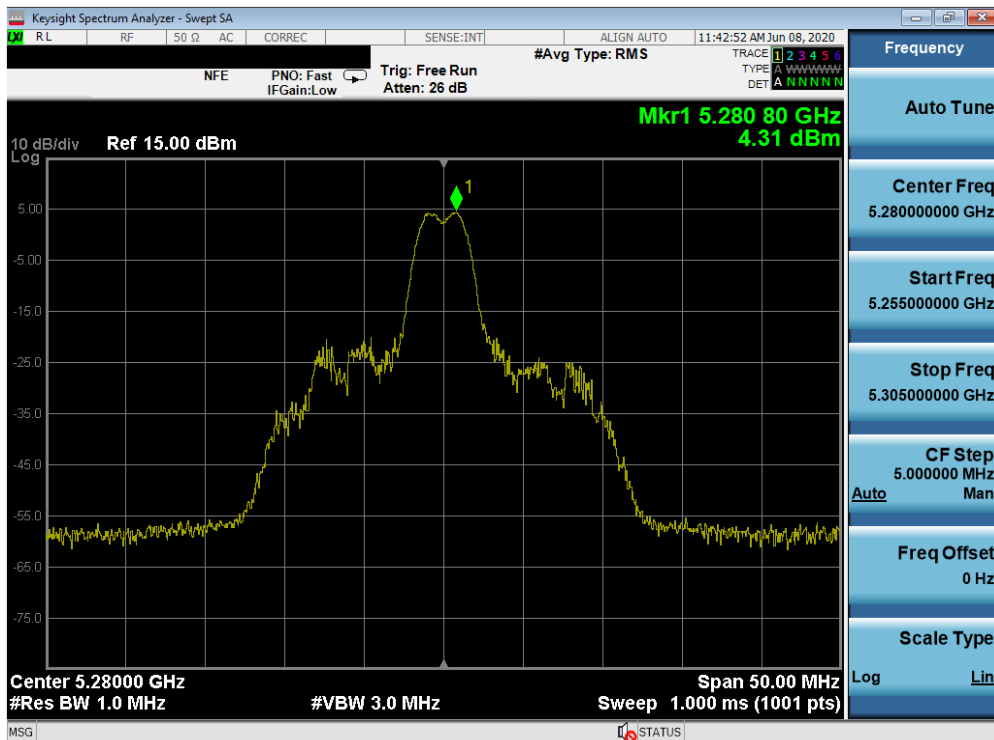 Keysight Spectrum Analyzer - Swept SA
LXI RL RF 50 Ω AC CORREC SENSE:INT ALIGN AUTO 11:42:52 AM Jun 08, 2020
#Avg Type: RMS
TRACE 1 2 3 4 5 6
TYPE A WWWWW
DET A N N N N N
NFE PNO: Fast Trig: Free Run
IFGain:Low Atten: 26 dB
Mkr1 5.280 80 GHz
4.31 dBm
10 dB/div Ref 15.00 dBm
Log
1
5.00
-5.00
-15.0
-25.0
-35.0
-45.0
-55.0
-65.0
-75.0
Center 5.28000 GHz Span 50.00 MHz
#Res BW 1.0 MHz #VBW 3.0 MHz Sweep 1.000 ms (1001 pts)
MSG STATUS
Frequency
Auto Tune
Center Freq
5.280000000 GHz
Start Freq
5.255000000 GHz
Stop Freq
5.305000000 GHz
CF Step
5.000000 MHz
Auto Man
Freq Offset
0 Hz
Scale Type
Log Lin